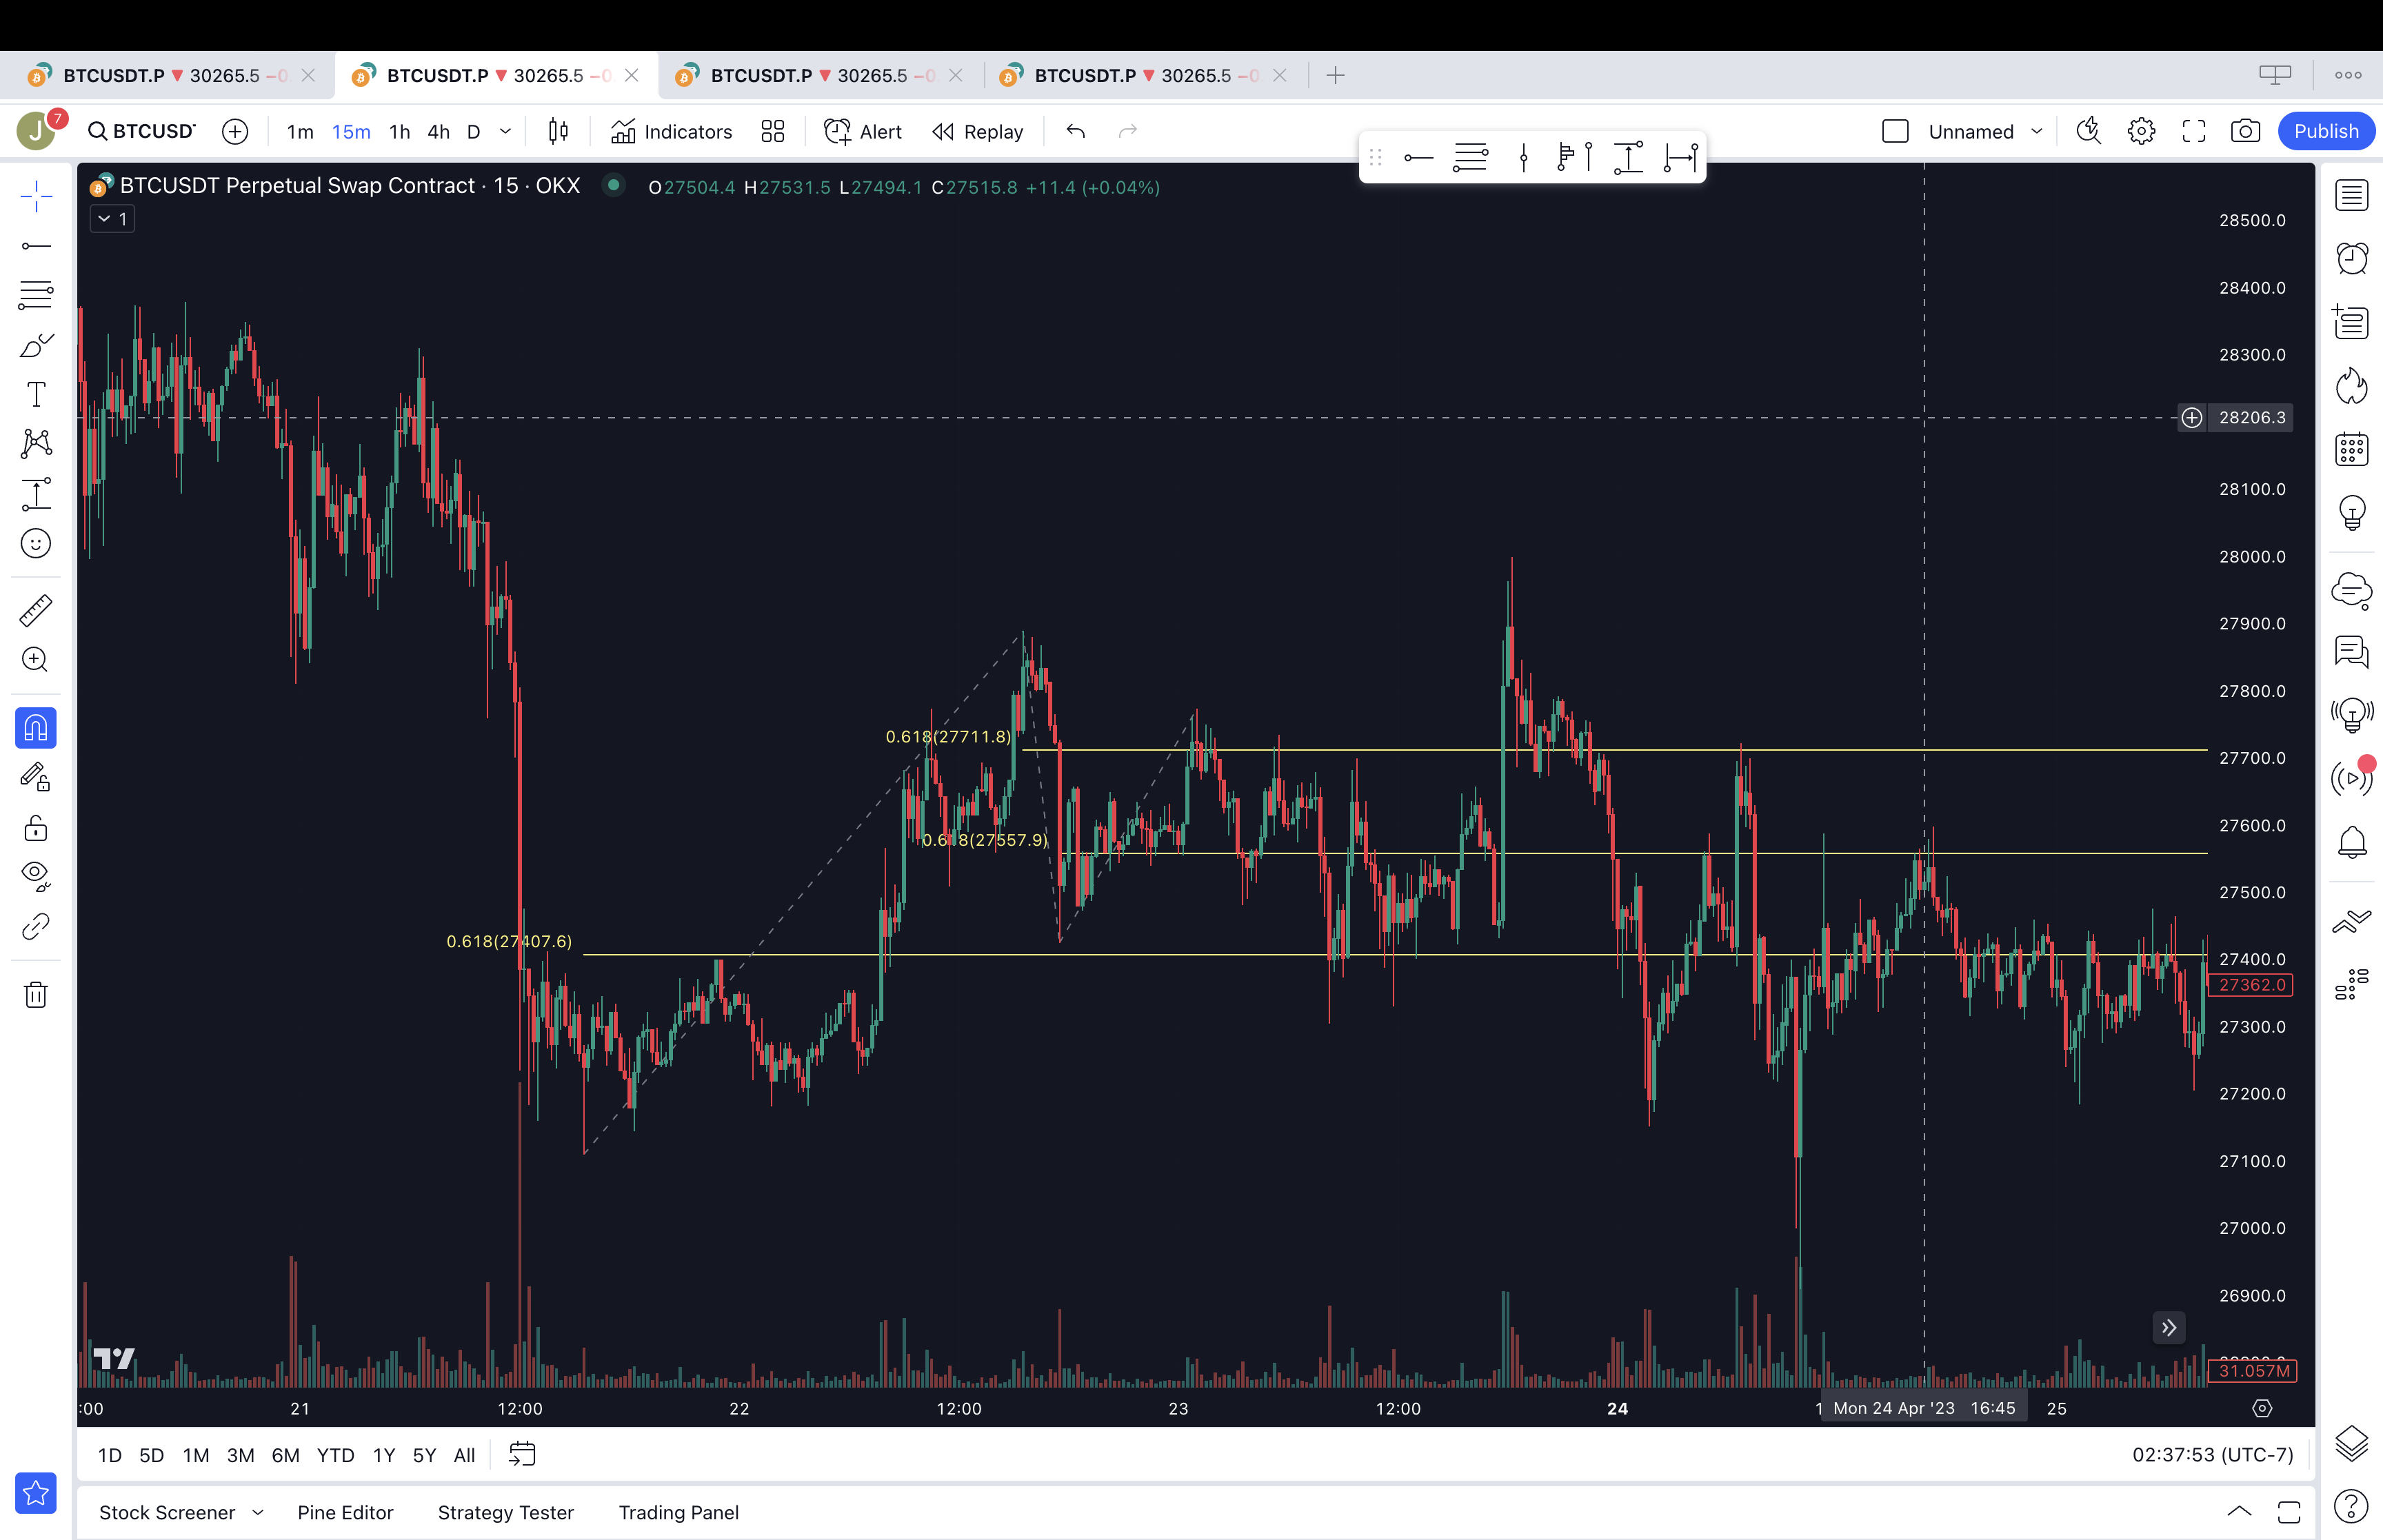 BTCUSDT.P ▼ 30265.5 −0
BTCUSDT.P ▼ 30265.5 −0
BTCUSDT.P ▼ 30265.5 −0
BTCUSDT.P ▼ 30265.5 −0
J 7 BTCUSD 1m 15m 1h 4h D Indicators Alert Replay Unnamed Publish
BTCUSDT Perpetual Swap Contract · 15 · OKX O27504.4 H27531.5 L27494.1 C27515.8 +11.4 (+0.04%)
1
28500.0
28400.0
28300.0
28206.3
28100.0
28000.0
27900.0
27800.0
27700.0
27600.0
27500.0
27400.0
27362.0
27300.0
27200.0
27100.0
27000.0
26900.0
31.057M
0.618(27711.8)
0.618(27557.9)
0.618(27407.6)
:00 21 12:00 22 12:00 23 12:00 24 1 Mon 24 Apr '23 16:45 25
1D 5D 1M 3M 6M YTD 1Y 5Y All 02:37:53 (UTC-7)
Stock Screener Pine Editor Strategy Tester Trading Panel